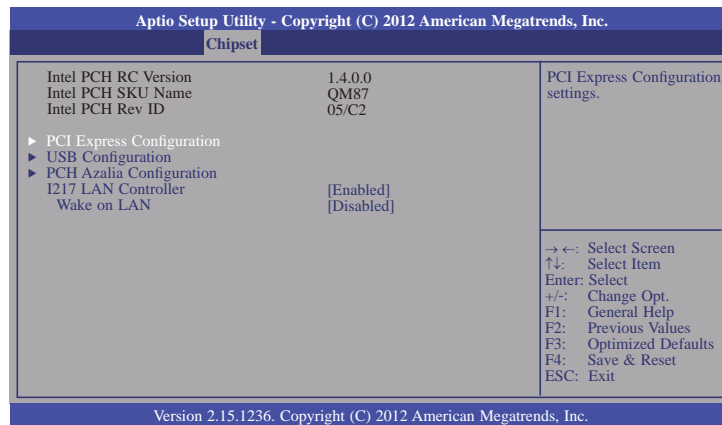 Aptio Setup Utility - Copyright (C) 2012 American Megatrends, Inc.
Chipset
Intel PCH RC Version 1.4.0.0
Intel PCH SKU Name QM87
Intel PCH Rev ID 05/C2
► PCI Express Configuration
► USB Configuration
► PCH Azalia Configuration
I217 LAN Controller [Enabled]
Wake on LAN [Disabled]
PCI Express Configuration
settings.
→ ←: Select Screen
↑↓: Select Item
Enter: Select
+/-: Change Opt.
F1: General Help
F2: Previous Values
F3: Optimized Defaults
F4: Save & Reset
ESC: Exit
Version 2.15.1236. Copyright (C) 2012 American Megatrends, Inc.